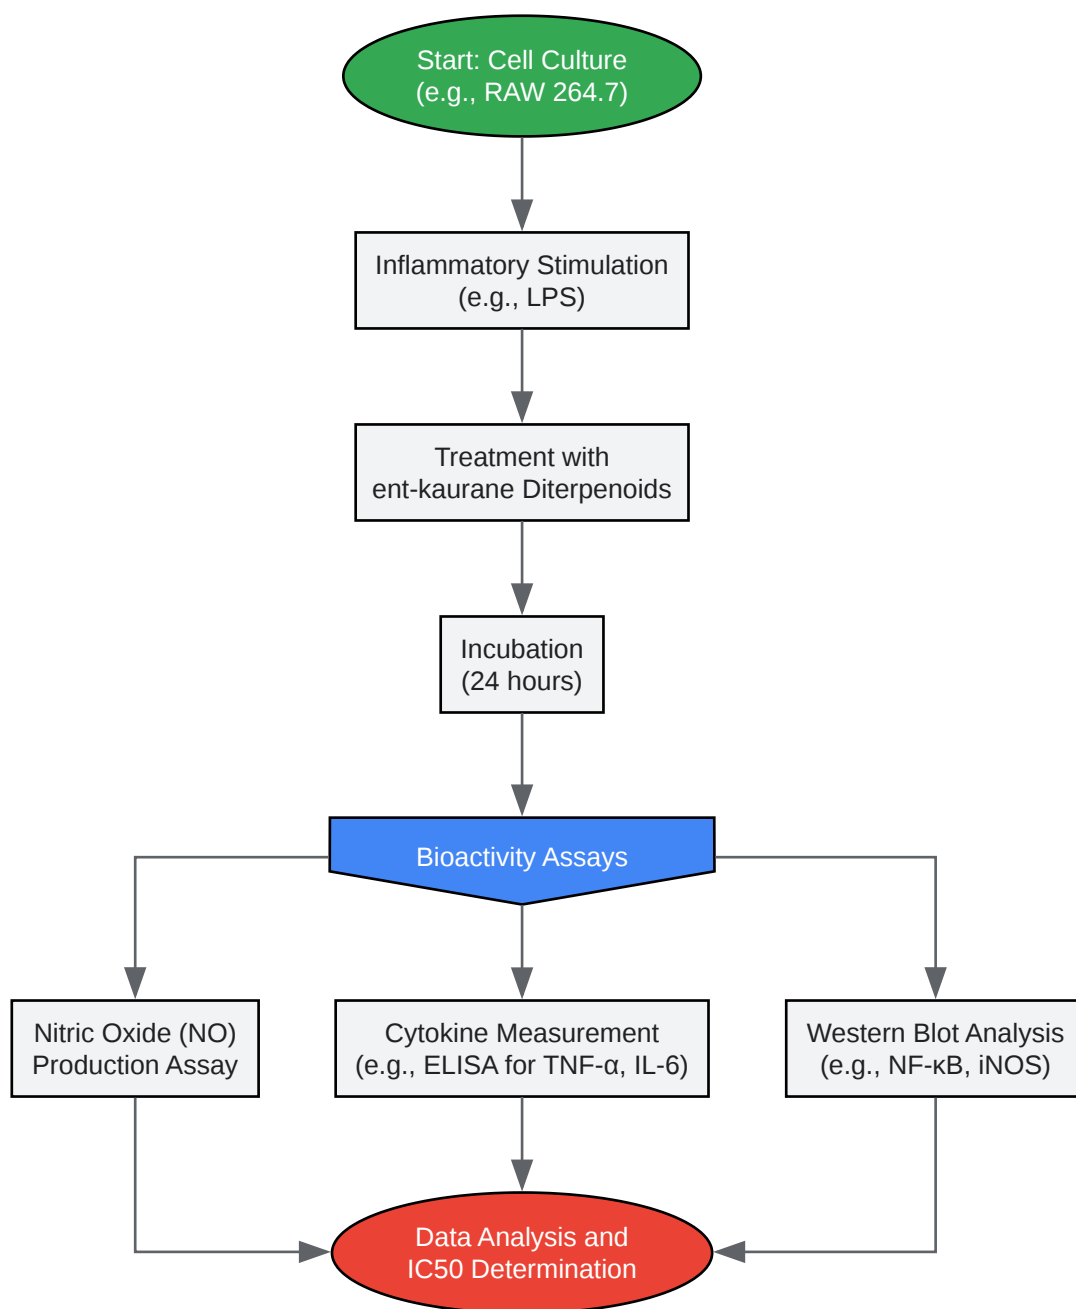 Start: Cell Culture
(e.g., RAW 264.7)
Inflammatory Stimulation
(e.g., LPS)
Treatment with
ent-kaurane Diterpenoids
Incubation
(24 hours)
Bioactivity Assays
Nitric Oxide (NO)
Production Assay
Cytokine Measurement
(e.g., ELISA for TNF-α, IL-6)
Western Blot Analysis
(e.g., NF-κB, iNOS)
Data Analysis and
IC50 Determination